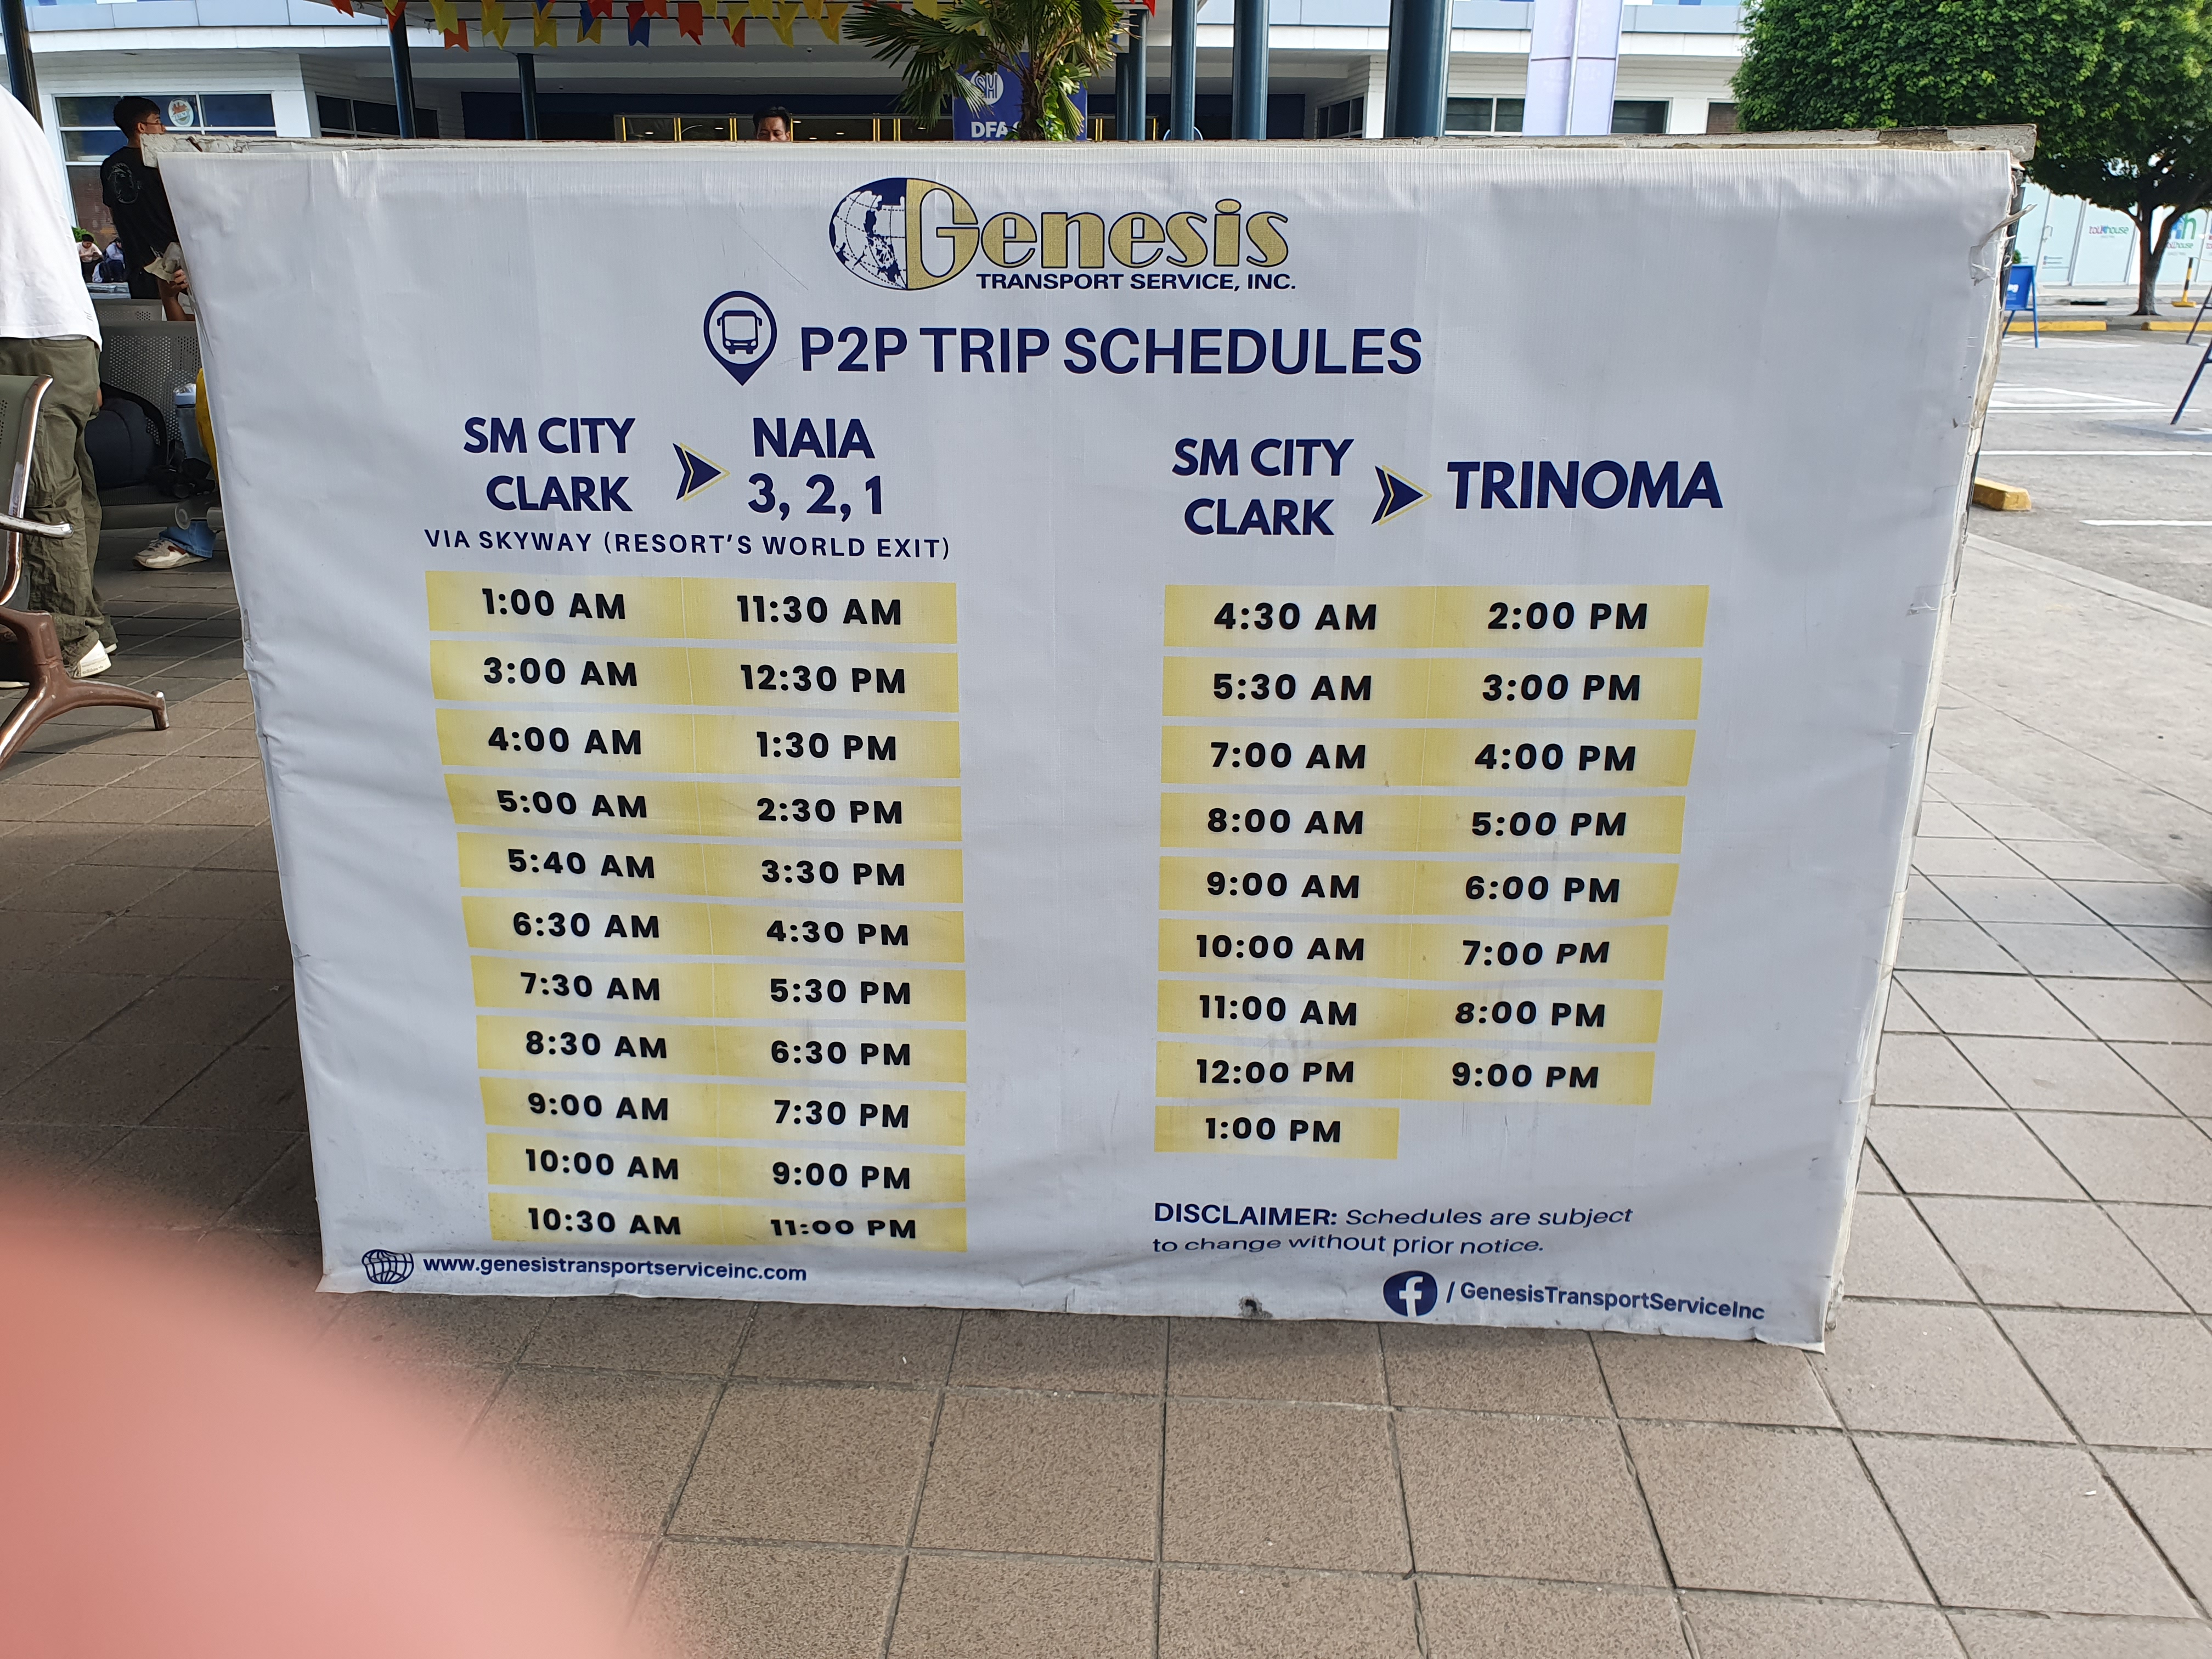 SM
DFA
Genesis
TRANSPORT SERVICE, INC.
P2P TRIP SCHEDULES
SM CITY CLARK
NAIA 3, 2, 1
VIA SKYWAY (RESORT'S WORLD EXIT)
1:00 AM 11:30 AM
3:00 AM 12:30 PM
4:00 AM 1:30 PM
5:00 AM 2:30 PM
5:40 AM 3:30 PM
6:30 AM 4:30 PM
7:30 AM 5:30 PM
8:30 AM 6:30 PM
9:00 AM 7:30 PM
10:00 AM 9:00 PM
10:30 AM 11:00 PM
www.genesistransportserviceinc.com
SM CITY CLARK
TRINOMA
4:30 AM 2:00 PM
5:30 AM 3:00 PM
7:00 AM 4:00 PM
8:00 AM 5:00 PM
9:00 AM 6:00 PM
10:00 AM 7:00 PM
11:00 AM 8:00 PM
12:00 PM 9:00 PM
1:00 PM
DISCLAIMER: Schedules are subject
to change without prior notice.
/ GenesisTransportServiceInc